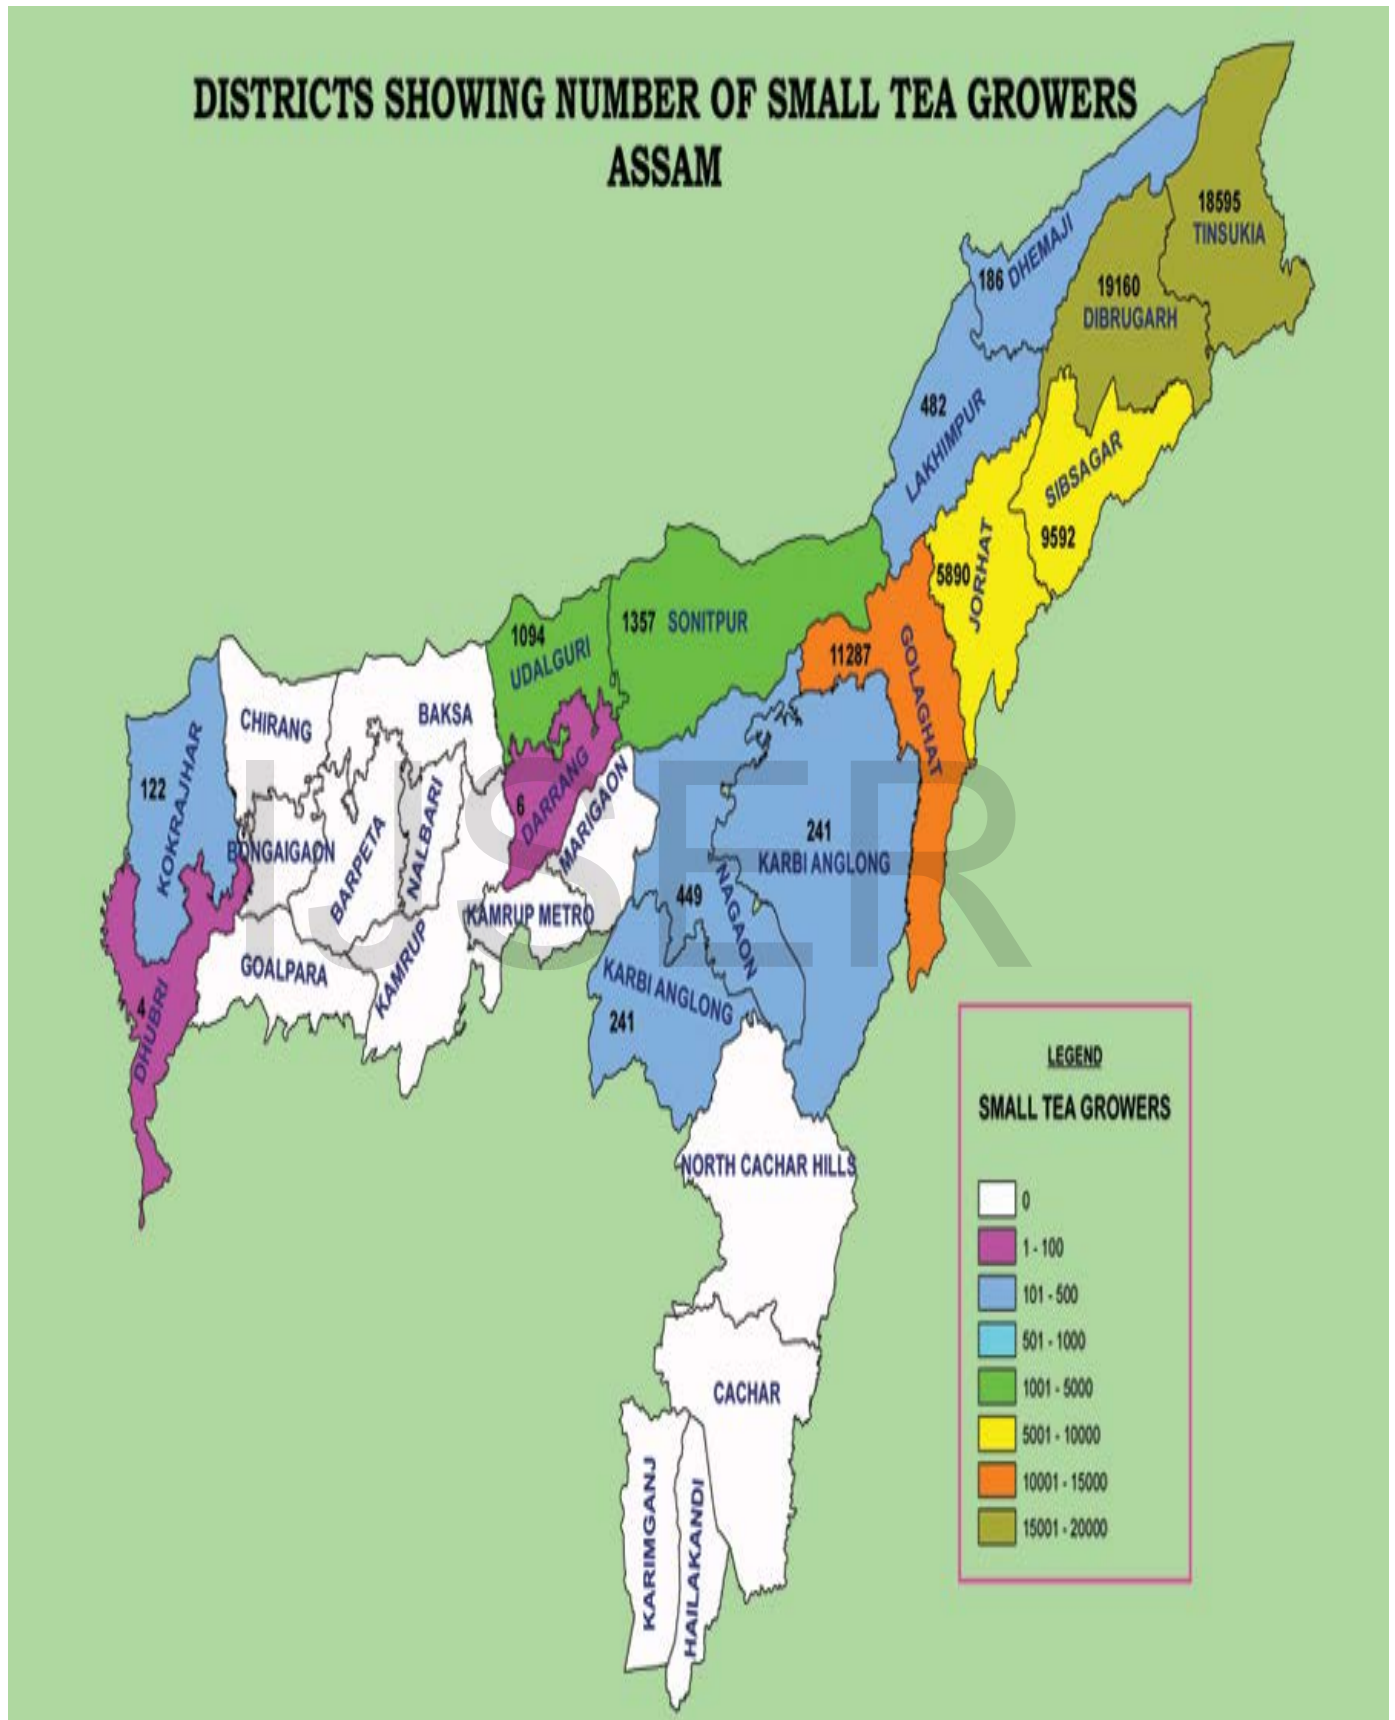 DISTRICTS SHOWING NUMBER OF SMALL TEA GROWERS
ASSAM
18595
TINSUKIA
186 DHEMAJI
19160
DIBRUGARH
482
LAKHIMPUR
SIBSAGAR
9592
5890
JORHAT
1094
UDALGURI
1357 SONITPUR
11287
GOLAGHAT
CHIRANG
BAKSA
122
KOKRAJHAR
6
DARRANG
MARIGAON
BONGAIGAON
BARPETA
NALBARI
241
KARBI ANGLONG
449
NAGAON
KAMRUP METRO
GOALPARA
KAMRUP
KARBI ANGLONG
241
4
DHUBRI
IJSER
NORTH CACHAR HILLS
CACHAR
KARIMGANJ
HAILAKANDI
LEGEND
SMALL TEA GROWERS
0
1 - 100
101 - 500
501 - 1000
1001 - 5000
5001 - 10000
10001 - 15000
15001 - 20000